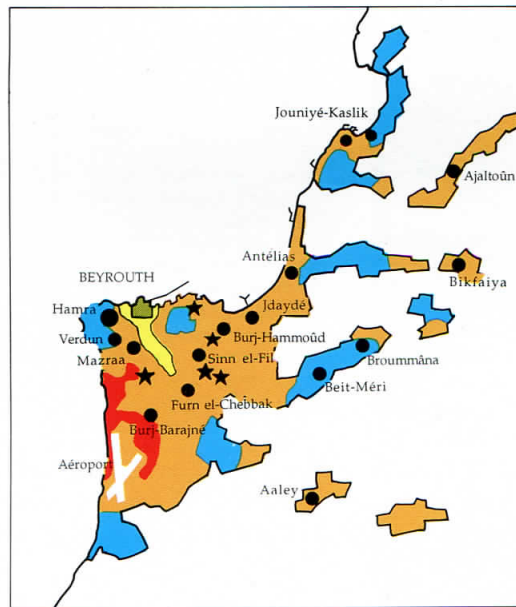 Jouniyé-Kaslik
Ajaltoûn
Antélias
Bikfaiya
BEYROUTH
Hamra
Jdaydé
Verdun
Burj-Hammoûd
Mazraa
Sinn el-Fil
Broummâna
Beit-Méri
Furn el-Chebbak
Burj-Barajné
Aéroport
Aaley